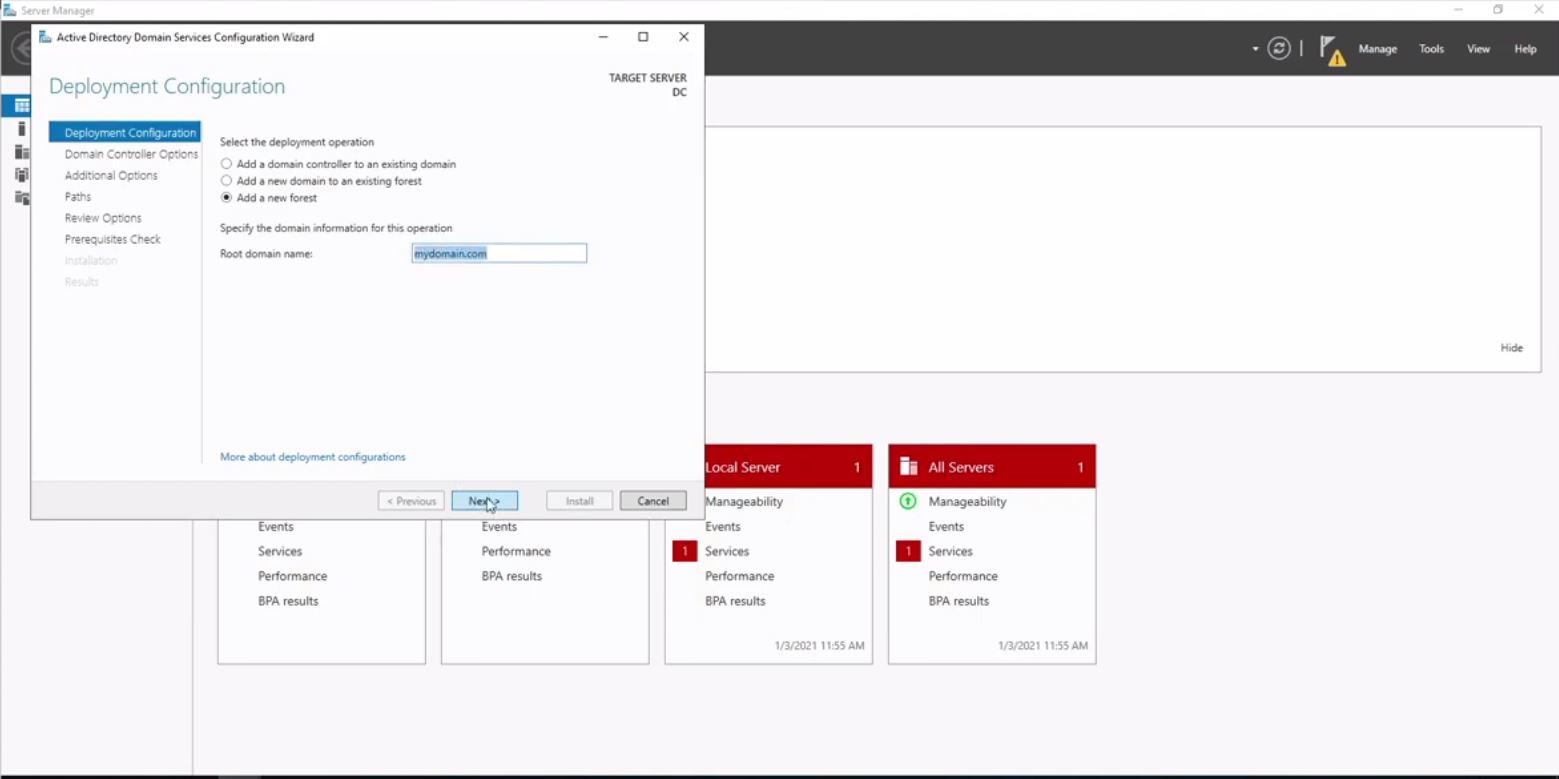 Server Manager
Active Directory Domain Services Configuration Wizard
Manage Tools View Help
Deployment Configuration
TARGET SERVER
DC
Deployment Configuration
Domain Controller Options
Additional Options
Paths
Review Options
Prerequisites Check
Installation
Results
Select the deployment operation
Add a domain controller to an existing domain
Add a new domain to an existing forest
Add a new forest
Specify the domain information for this operation
Root domain name: mydomain.com
More about deployment configurations
< Previous Next > Install Cancel
Hide
Events
Services
Performance
BPA results
Events
Performance
BPA results
Local Server 1
Manageability
Events
1 Services
Performance
BPA results
1/3/2021 11:55 AM
All Servers 1
Manageability
Events
1 Services
Performance
BPA results
1/3/2021 11:55 AM